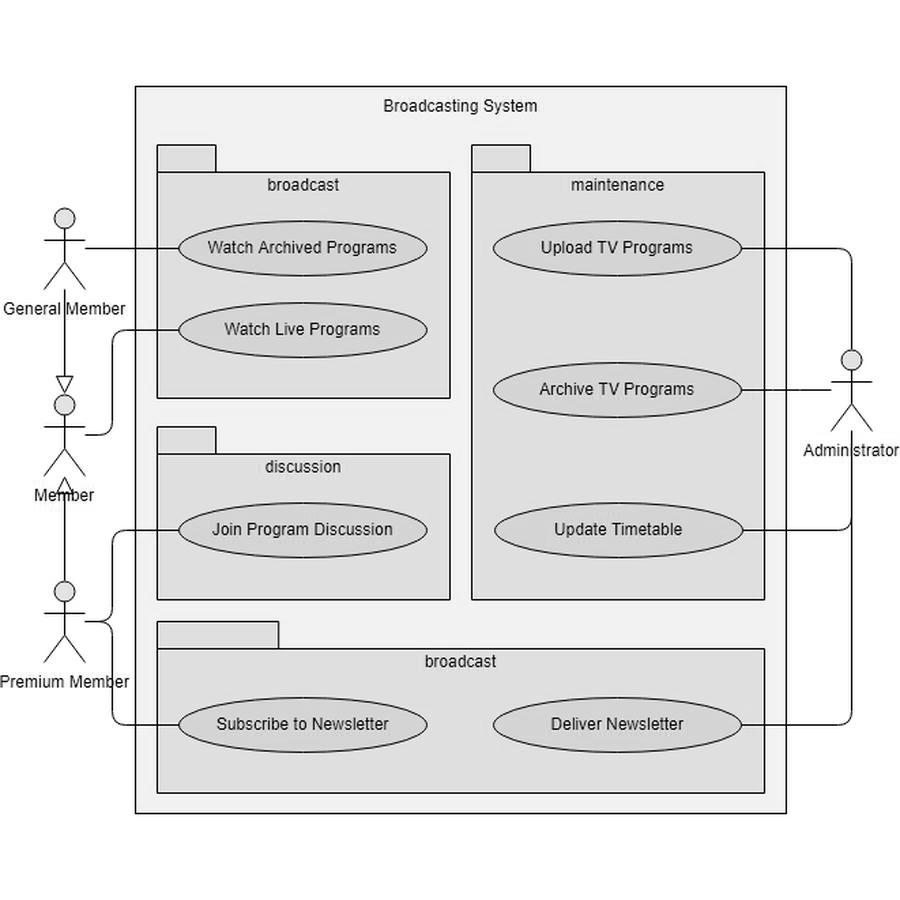 Broadcasting System
broadcast
maintenance
Watch Archived Programs
Upload TV Programs
General Member
Watch Live Programs
Archive TV Programs
Administrator
discussion
Member
Join Program Discussion
Update Timetable
broadcast
Premium Member
Subscribe to Newsletter
Deliver Newsletter